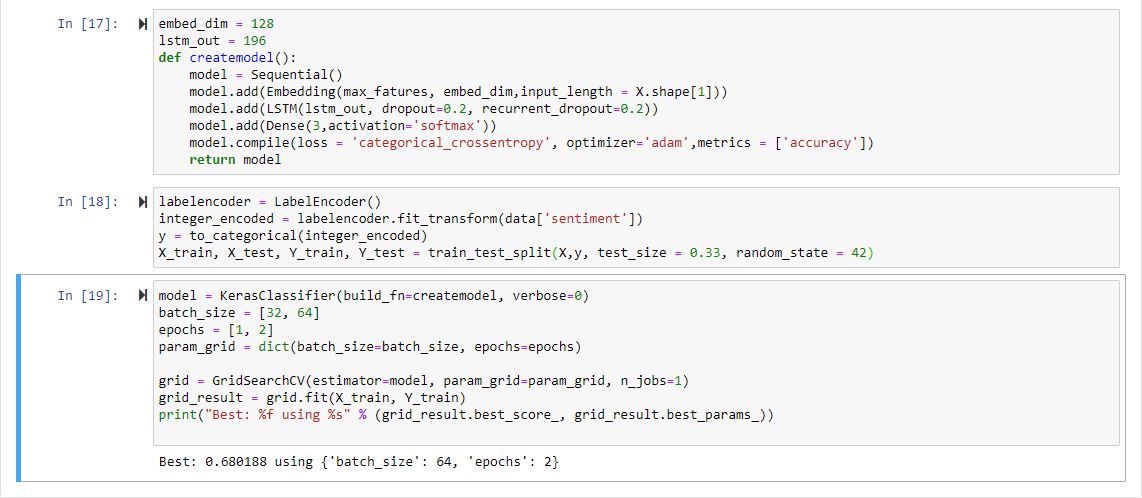 In [17]:
embed_dim = 128
lstm_out = 196
def createmodel():
    model = Sequential()
    model.add(Embedding(max_fatures, embed_dim,input_length = X.shape[1]))
    model.add(LSTM(lstm_out, dropout=0.2, recurrent_dropout=0.2))
    model.add(Dense(3,activation='softmax'))
    model.compile(loss = 'categorical_crossentropy', optimizer='adam',metrics = ['accuracy'])
    return model
In [18]:
labelencoder = LabelEncoder()
integer_encoded = labelencoder.fit_transform(data['sentiment'])
y = to_categorical(integer_encoded)
X_train, X_test, Y_train, Y_test = train_test_split(X,y, test_size = 0.33, random_state = 42)
In [19]:
model = KerasClassifier(build_fn=createmodel, verbose=0)
batch_size = [32, 64]
epochs = [1, 2]
param_grid = dict(batch_size=batch_size, epochs=epochs)
grid = GridSearchCV(estimator=model, param_grid=param_grid, n_jobs=1)
grid_result = grid.fit(X_train, Y_train)
print("Best: %f using %s" % (grid_result.best_score_, grid_result.best_params_))
Best: 0.680188 using {'batch_size': 64, 'epochs': 2}